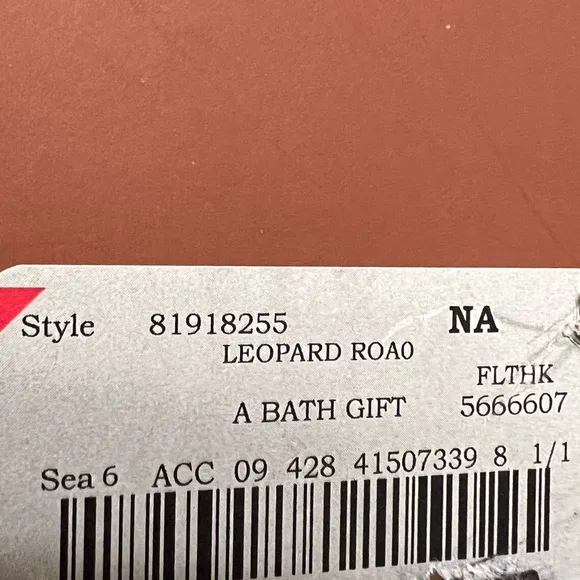 Style 81918255 NA
LEOPARD ROA0
FLTHK
A BATH GIFT 5666607
Sea 6 ACC 09 428 41507339 8 1/1